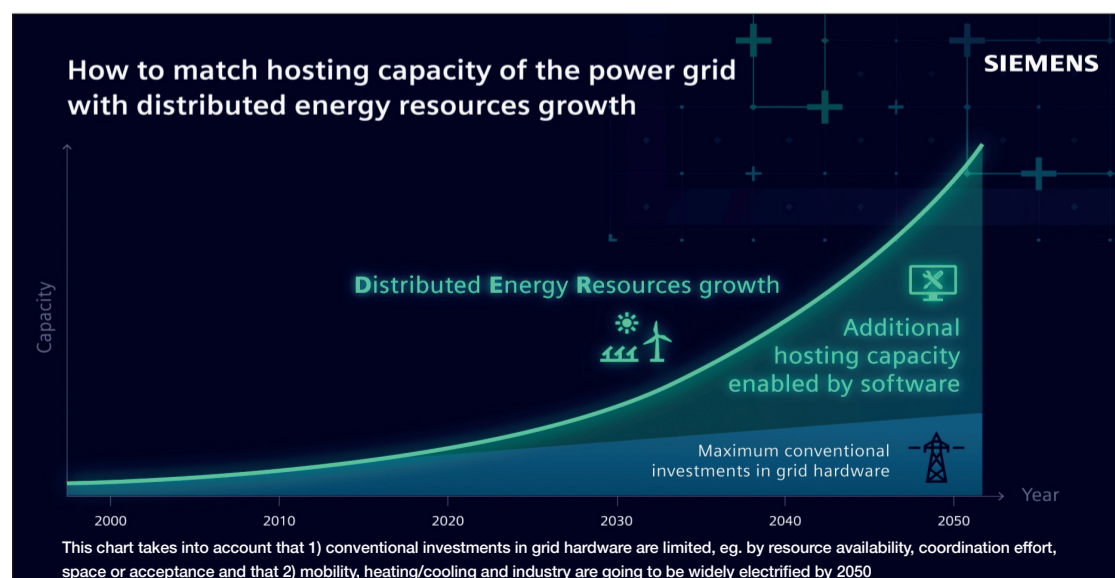 How to match hosting capacity of the power grid
with distributed energy resources growth
SIEMENS
Capacity
Distributed Energy Resources growth
Additional
hosting capacity
enabled by software
Maximum conventional
investments in grid hardware
Year
2000 2010 2020 2030 2040 2050
This chart takes into account that 1) conventional investments in grid hardware are limited, eg. by resource availability, coordination effort,
space or acceptance and that 2) mobility, heating/cooling and industry are going to be widely electrified by 2050